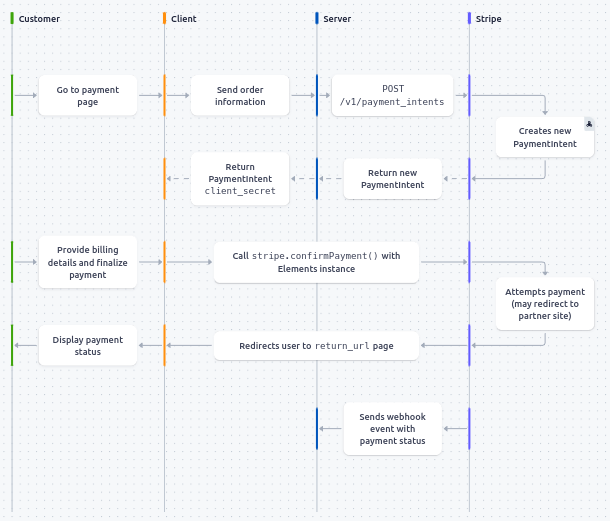 Customer
Client
Server
Stripe
Go to payment
page
Send order
information
POST
/v1/payment_intents
Creates new
PaymentIntent
Return
PaymentIntent
client_secret
Return new
PaymentIntent
Provide billing
details and finalize
payment
Call stripe.confirmPayment() with
Elements instance
Attempts payment
(may redirect to
partner site)
Display payment
status
Redirects user to return_url page
Sends webhook
event with
payment status